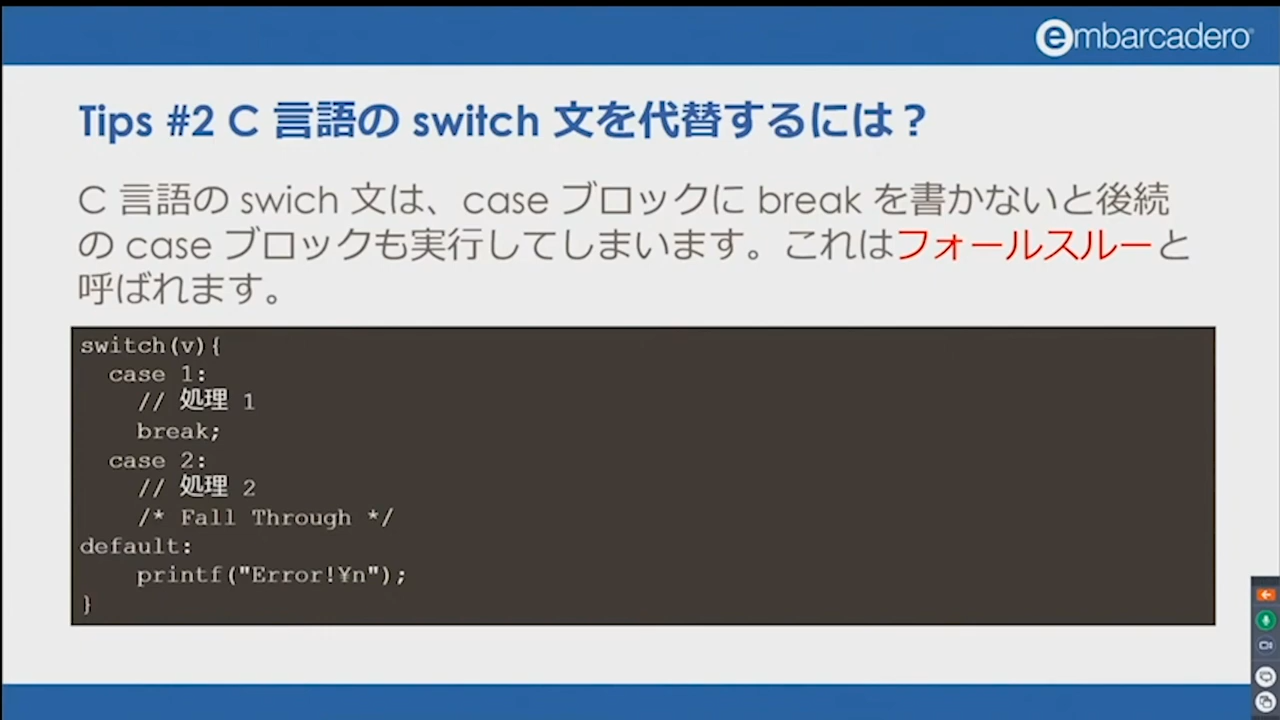 embarcadero
Tips #2 C 言語の switch 文を代替するには？
C 言語の swich 文は、case ブロックに break を書かないと後続
の case ブロックも実行してしまいます。これはフォールスルーと
呼ばれます。
switch(v){
  case 1:
    // 処理 1
    break;
  case 2:
    // 処理 2
    /* Fall Through */
default:
    printf("Error!¥n");
}